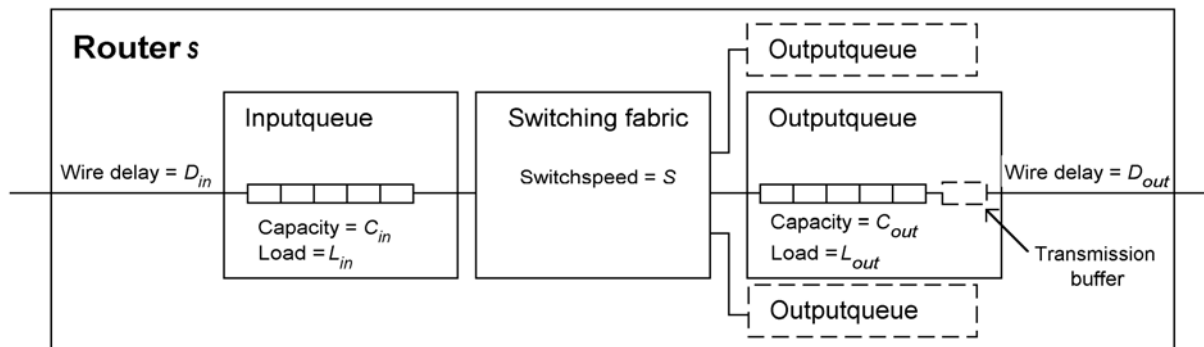 Router s
Outputqueue
Inputqueue
Switching fabric
Outputqueue
Wire delay = D_in
Switchspeed = S
Wire delay = D_out
Capacity = C_in
Load = L_in
Capacity = C_out
Load = L_out
Transmission
buffer
Outputqueue